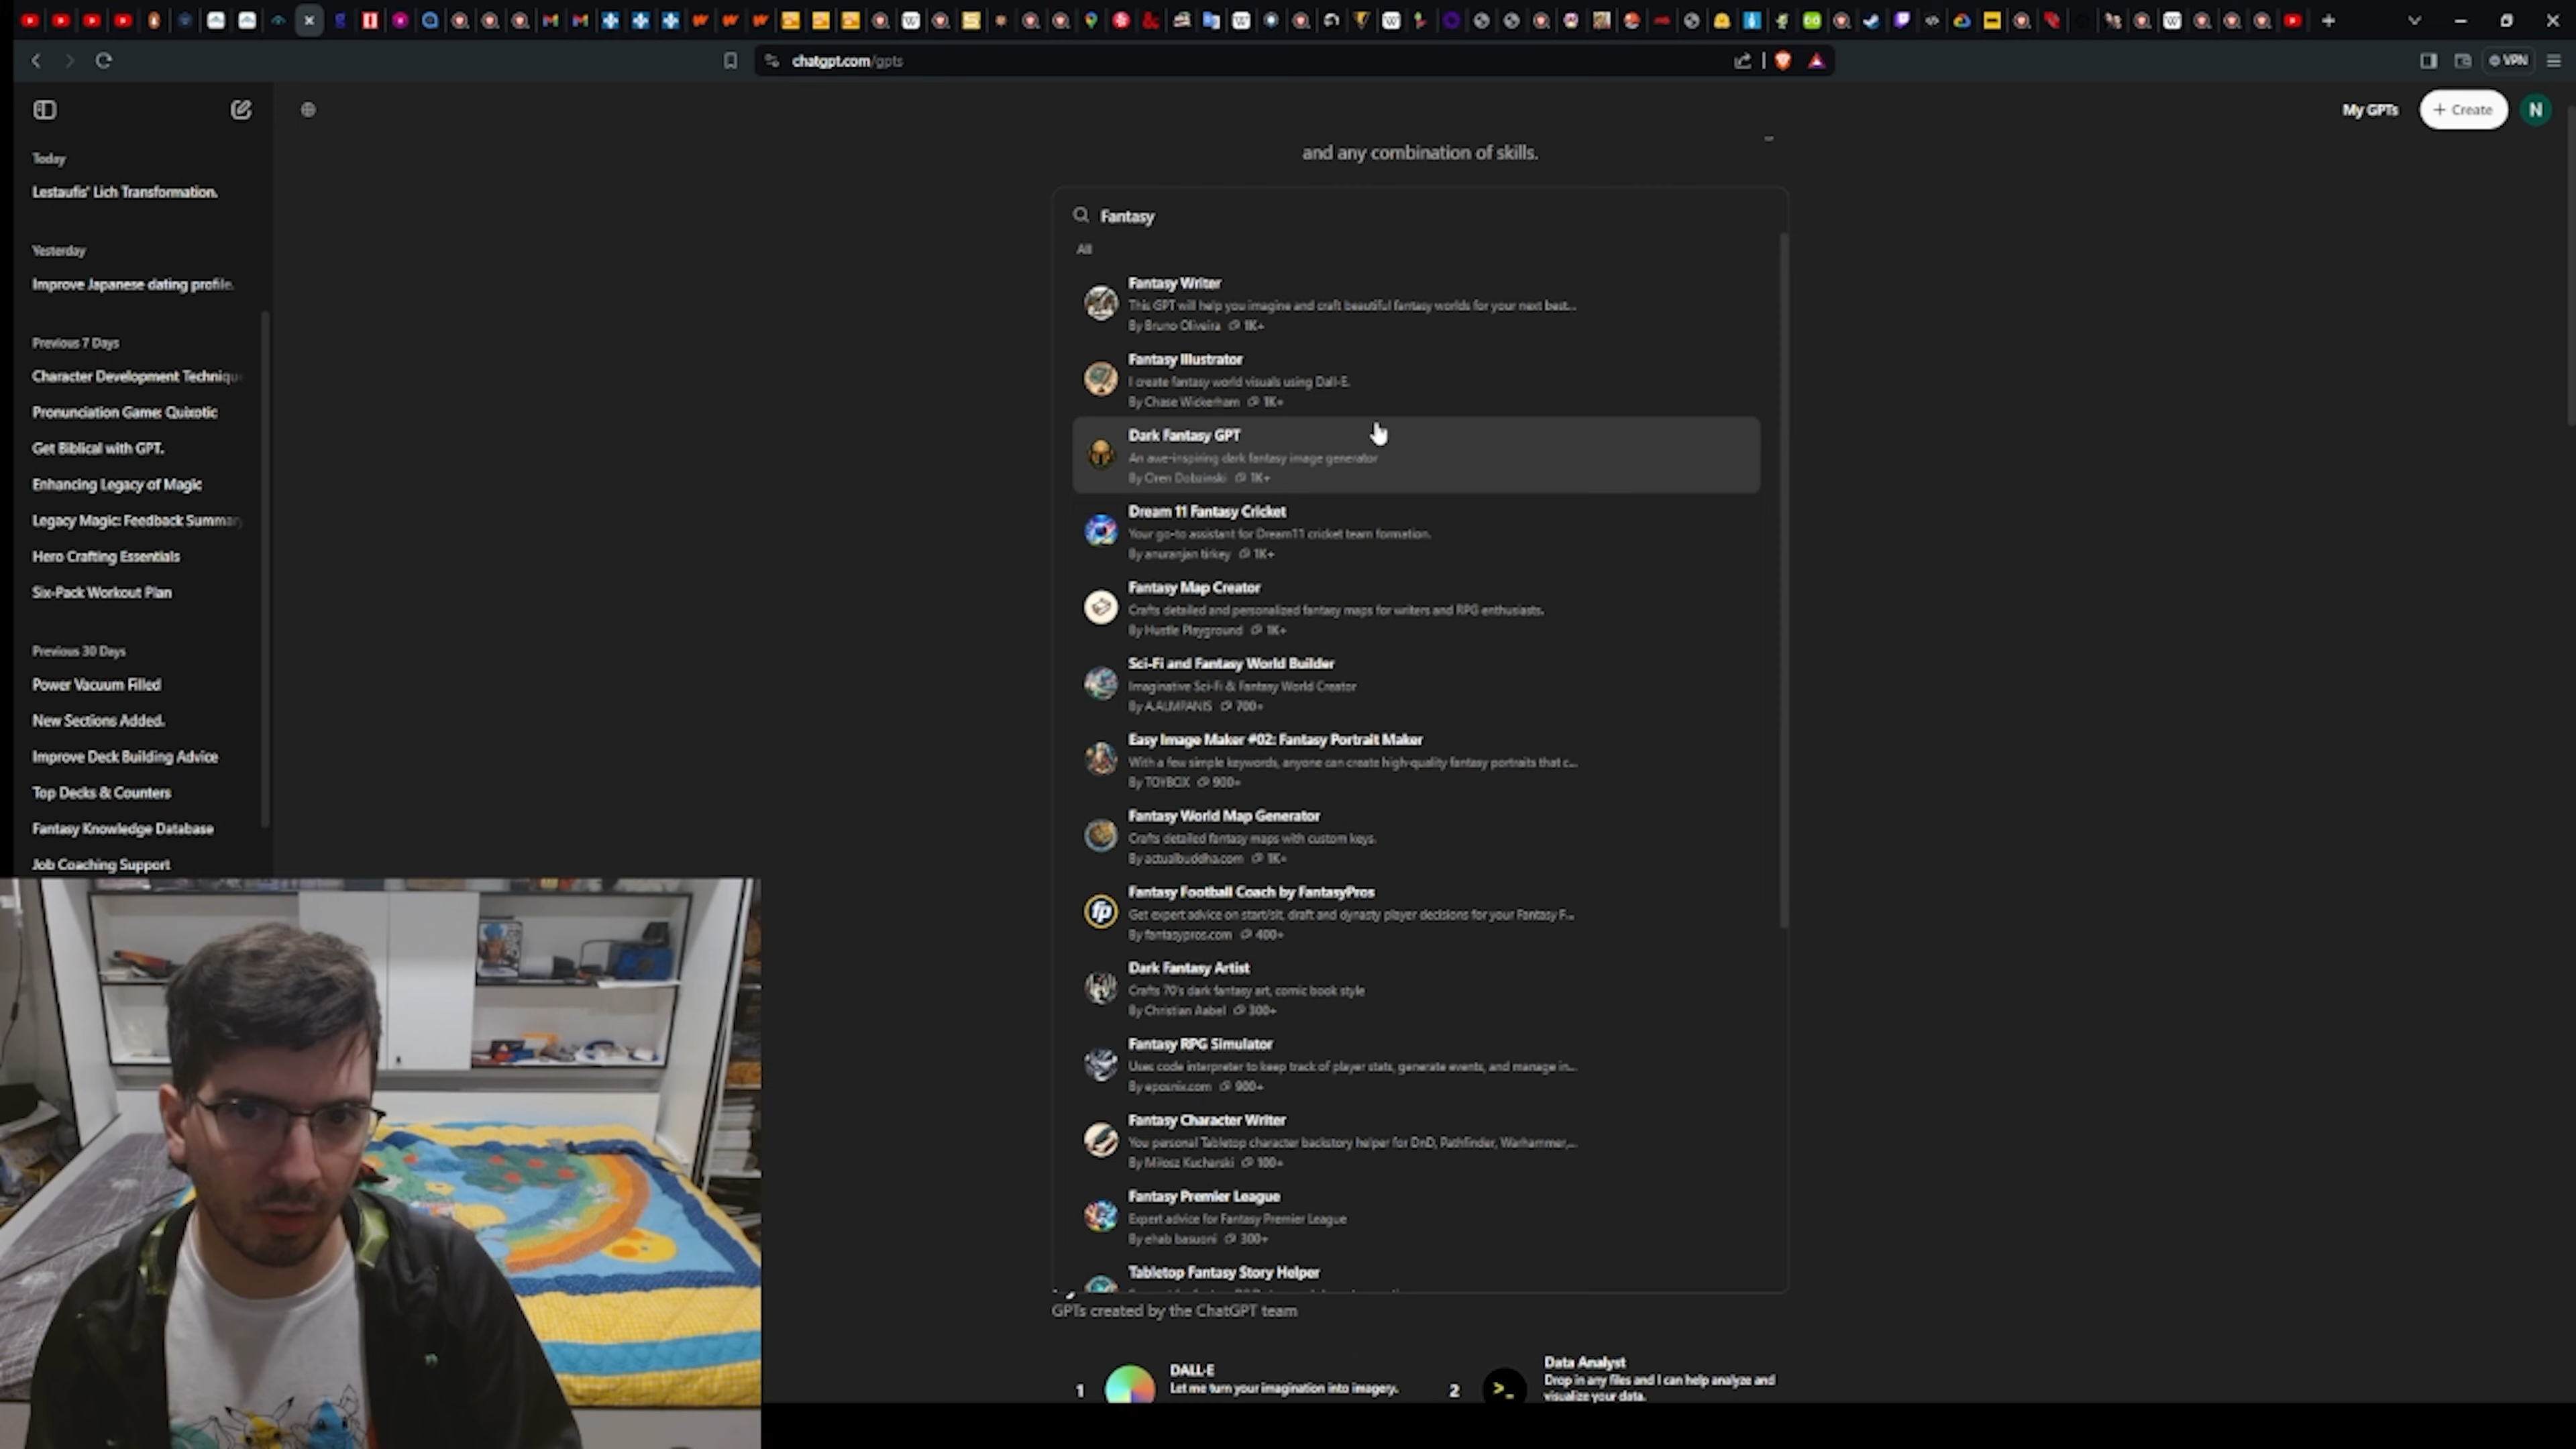 chatgpt.com/gpts
VPN
My GPTs
+ Create
N
Today
Lestaufis' Lich Transformation.
Yesterday
Improve Japanese dating profile.
Previous 7 Days
Character Development Techniqu
Pronunciation Game: Quixotic
Get Biblical with GPT.
Enhancing Legacy of Magic
Legacy Magic: Feedback Summary
Hero Crafting Essentials
Six-Pack Workout Plan
Previous 30 Days
Power Vacuum Filled
New Sections Added.
Improve Deck Building Advice
Top Decks & Counters
Fantasy Knowledge Database
Job Coaching Support
and any combination of skills.
Fantasy
All
Fantasy Writer
This GPT will help you imagine and craft beautiful fantasy worlds for your next best...
By Bruno Oliveira 1K+
Fantasy Illustrator
I create fantasy world visuals using Dall-E.
By Chase Wickerham 1K+
Dark Fantasy GPT
An awe-inspiring dark fantasy image generator
By Oren Dobzinski 1K+
Dream 11 Fantasy Cricket
Your go-to assistant for Dream11 cricket team formation.
By anuranjan tirkey 1K+
Fantasy Map Creator
Crafts detailed and personalized fantasy maps for writers and RPG enthusiasts.
By Hustle Playground 1K+
Sci-Fi and Fantasy World Builder
Imaginative Sci-Fi & Fantasy World Creator
By A.ALMPANIS 700+
Easy Image Maker #02: Fantasy Portrait Maker
With a few simple keywords, anyone can create high-quality fantasy portraits that c...
By TOYBOX 900+
Fantasy World Map Generator
Crafts detailed fantasy maps with custom keys.
By actualbuddha.com 1K+
fp
Fantasy Football Coach by FantasyPros
Get expert advice on start/sit, draft and dynasty player decisions for your Fantasy F...
By fantasypros.com 400+
Dark Fantasy Artist
Crafts 70's dark fantasy art, comic book style
By Christian Aabel 300+
Fantasy RPG Simulator
Uses code interpreter to keep track of player stats, generate events, and manage in...
By eposnix.com 900+
Fantasy Character Writer
You personal Tabletop character backstory helper for DnD, Pathfinder, Warhammer,...
By Milosz Kucharski 100+
Fantasy Premier League
Expert advice for Fantasy Premier League
By ehab basuoni 300+
Tabletop Fantasy Story Helper
GPTs created by the ChatGPT team
1
DALL·E
Let me turn your imagination into imagery.
2
Data Analyst
Drop in any files and I can help analyze and
visualize your data.